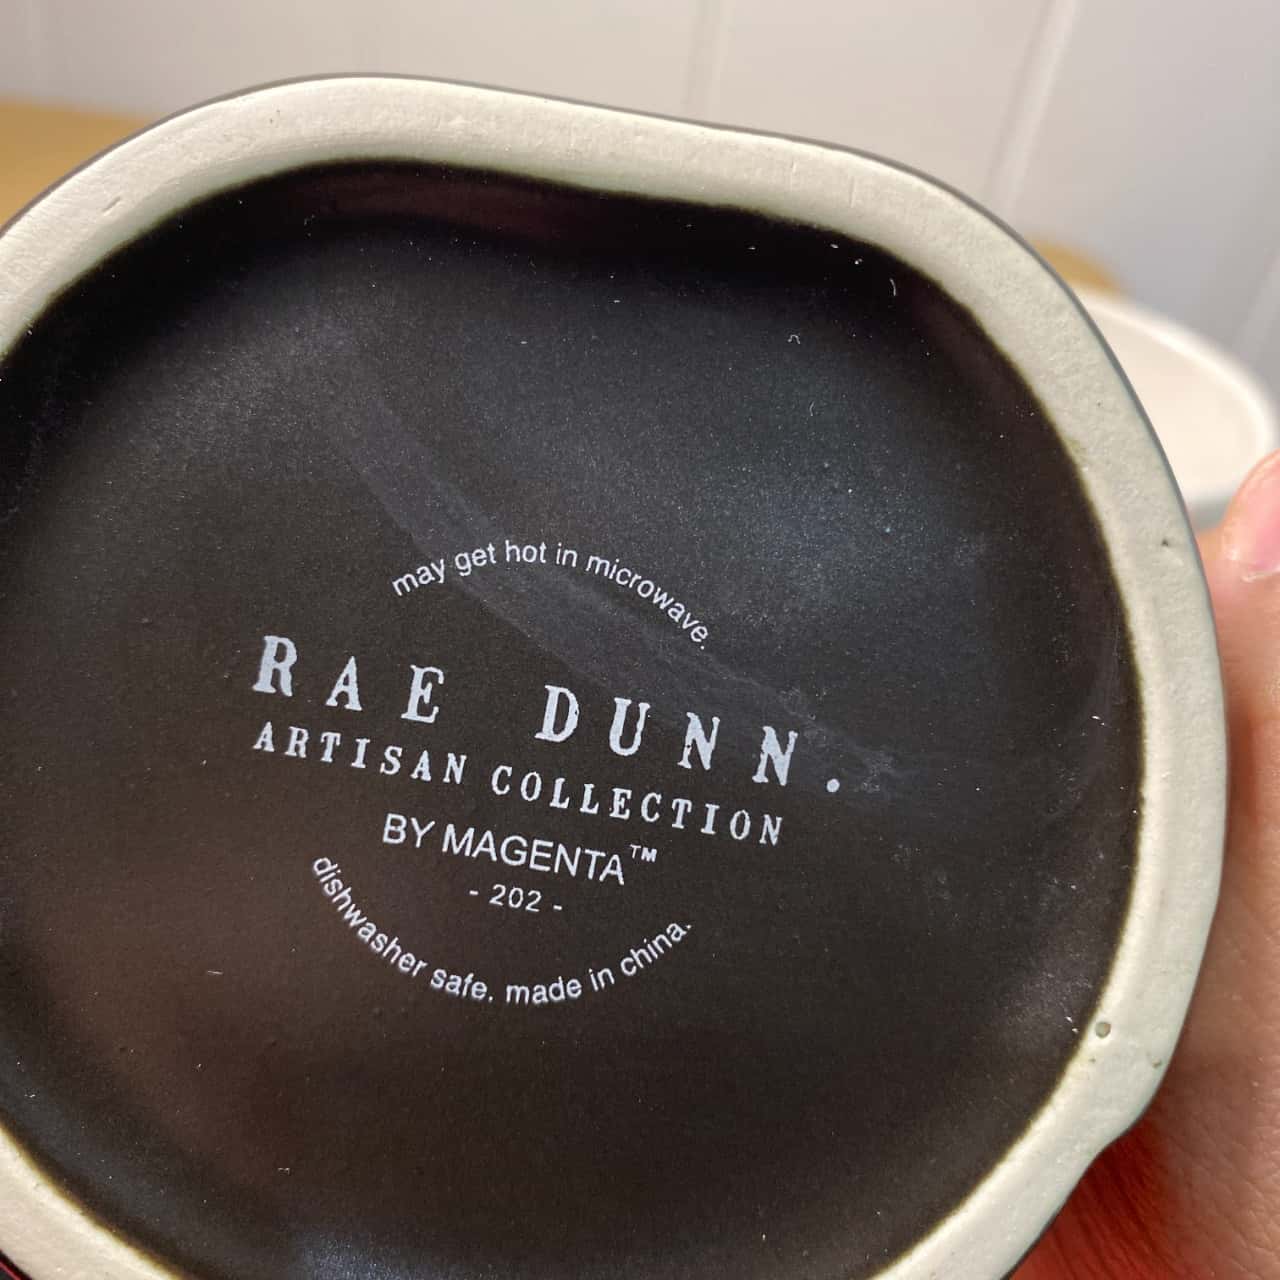 may get hot in microwave.
RAE DUNN.
ARTISAN COLLECTION
BY MAGENTA™
- 202 -
dishwasher safe. made in china.